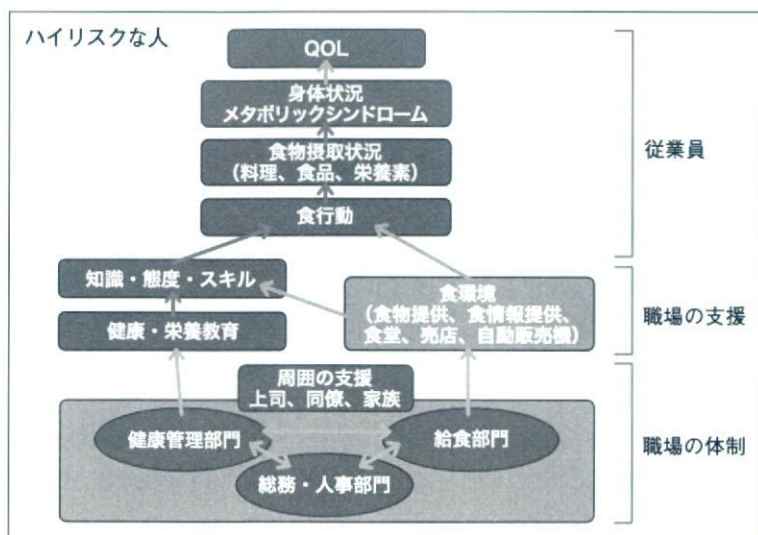 ハイリスクな人
QOL
身体状況
メタボリックシンドローム
食物摂取状況
(料理、食品、栄養素)
食行動
従業員
知識・態度・スキル
健康・栄養教育
食環境
(食物提供、食情報提供、
食堂、売店、自動販売機)
職場の支援
周囲の支援
上司、同僚、家族
健康管理部門
給食部門
総務・人事部門
職場の体制